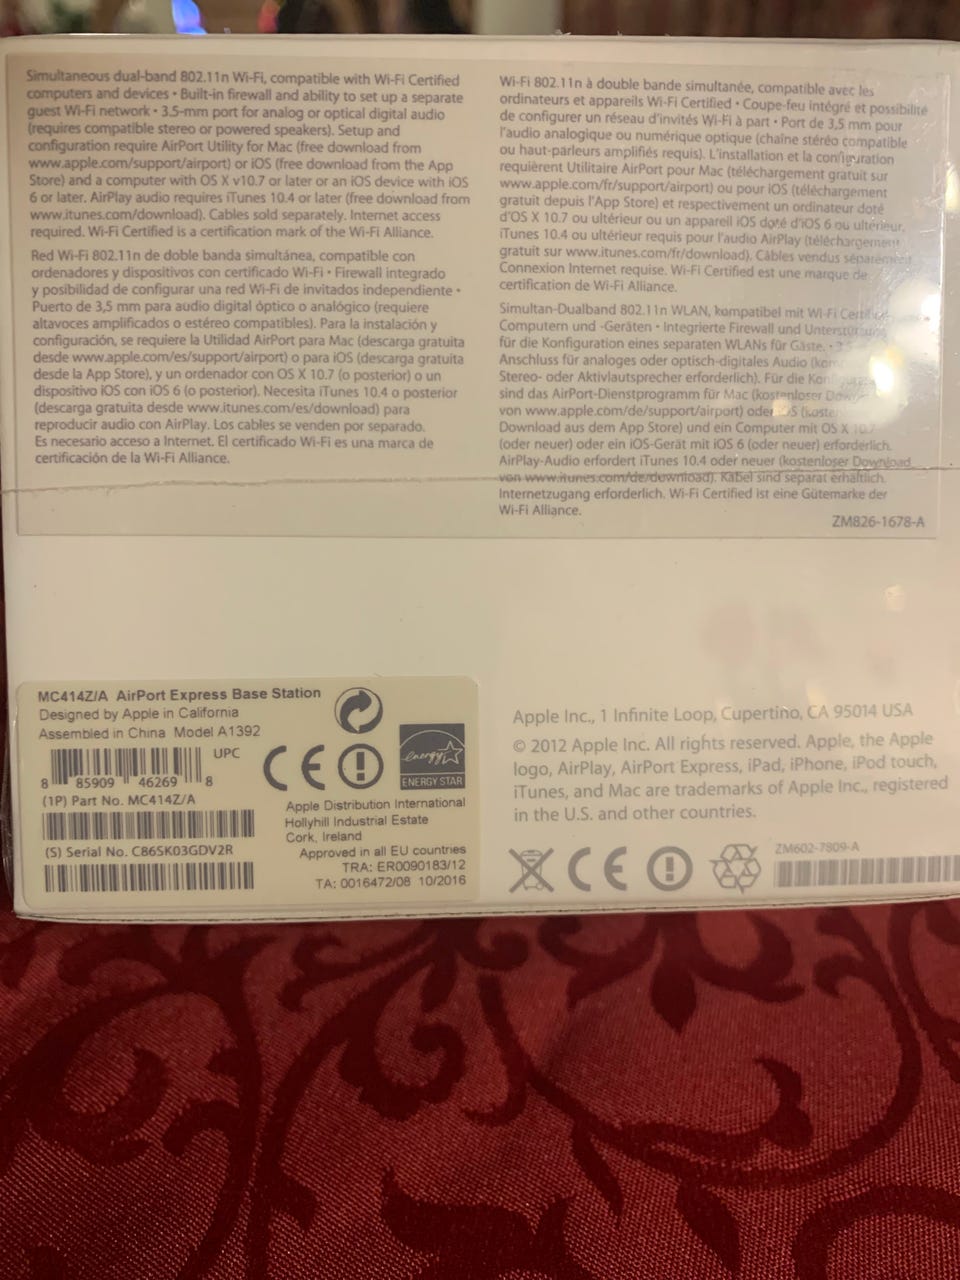 Simultaneous dual-band 802.11n Wi-Fi, compatible with Wi-Fi Certified
computers and devices • Built-in firewall and ability to set up a separate
guest Wi-Fi network • 3.5-mm port for analog or optical digital audio
(requires compatible stereo or powered speakers). Setup and
configuration require AirPort Utility for Mac (free download from
www.apple.com/support/airport) or iOS (free download from the App
Store) and a computer with OS X v10.7 or later or an iOS device with iOS
6 or later. AirPlay audio requires iTunes 10.4 or later (free download from
www.itunes.com/download). Cables sold separately. Internet access
required. Wi-Fi Certified is a certification mark of the Wi-Fi Alliance.
Red Wi-Fi 802.11n de doble banda simultánea, compatible con
ordenadores y dispositivos con certificado Wi-Fi • Firewall integrado
y posibilidad de configurar una red Wi-Fi de invitados independiente •
Puerto de 3,5 mm para audio digital óptico o analógico (requiere
altavoces amplificados o estéreo compatibles). Para la instalación y
configuración, se requiere la Utilidad AirPort para Mac (descarga gratuita
desde www.apple.com/es/support/airport) o para iOS (descarga gratuita
desde la App Store), y un ordenador con OS X 10.7 (o posterior) o un
dispositivo iOS con iOS 6 (o posterior). Necesita iTunes 10.4 o posterior
(descarga gratuita desde www.itunes.com/es/download) para
reproducir audio con AirPlay. Los cables se venden por separado.
Es necesario acceso a Internet. El certificado Wi-Fi es una marca de
certificación de la Wi-Fi Alliance.
Wi-Fi 802.11n à double bande simultanée, compatible avec les
ordinateurs et appareils Wi-Fi Certified • Coupe-feu intégré et possibilité
de configurer un réseau d'invités Wi-Fi à part • Port de 3,5 mm pour
l'audio analogique ou numérique optique (chaîne stéréo compatible
ou haut-parleurs amplifiés requis). L'installation et la configuration
requièrent Utilitaire AirPort pour Mac (téléchargement gratuit sur
www.apple.com/fr/support/airport) ou pour iOS (téléchargement
gratuit depuis l'App Store) et respectivement un ordinateur doté
d'OS X 10.7 ou ultérieur ou un appareil iOS doté d'iOS 6 ou ultérieur.
iTunes 10.4 ou ultérieur requis pour l'audio AirPlay (téléchargement
gratuit sur www.itunes.com/fr/download). Câbles vendus séparément.
Connexion Internet requise. Wi-Fi Certified est une marque de
certification de Wi-Fi Alliance.
Simultan-Dualband 802.11n WLAN, kompatibel mit Wi-Fi Certified
Computern und -Geräten • Integrierte Firewall und Unterstützung
für die Konfiguration eines separaten WLANs für Gäste.
Anschluss für analoges oder optisch-digitales Audio
Stereo- oder Aktivlautsprecher erforderlich). Für die
sind das AirPort-Dienstprogramm für Mac (kostenloser
von www.apple.com/de/support/airport) oder iOS
Download aus dem App Store) und ein Computer mit OS X 10.7
(oder neuer) oder ein iOS-Gerät mit iOS 6 (oder neuer) erforderlich.
AirPlay-Audio erfordert iTunes 10.4 oder neuer (kostenloser Download
von www.itunes.com/de/download). Kabel sind separat erhältlich.
Internetzugang erforderlich. Wi-Fi Certified ist eine Gütemarke der
Wi-Fi Alliance.
ZM826-1678-A
MC414Z/A AirPort Express Base Station
Designed by Apple in California
Assembled in China Model A1392
UPC
8 85909 46269 8
(1P) Part No. MC414Z/A
(S) Serial No. C86SK03GDV2R
CE
energy
ENERGY STAR
Apple Distribution International
Hollyhill Industrial Estate
Cork, Ireland
Approved in all EU countries
TRA: ER0090183/12
TA: 0016472/08 10/2016
Apple Inc., 1 Infinite Loop, Cupertino, CA 95014 USA
© 2012 Apple Inc. All rights reserved. Apple, the Apple
logo, AirPlay, AirPort Express, iPad, iPhone, iPod touch,
iTunes, and Mac are trademarks of Apple Inc., registered
in the U.S. and other countries.
CE
ZM602-7809-A